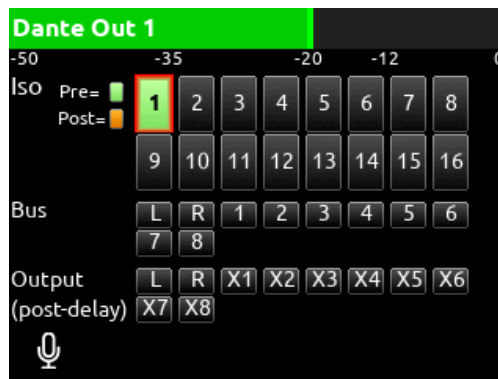 Dante Out 1
-50 -35 -20 -12 0
Iso Pre= 1 2 3 4 5 6 7 8
Post=
9 10 11 12 13 14 15 16
Bus L R 1 2 3 4 5 6
7 8
Output L R X1 X2 X3 X4 X5 X6
(post-delay) X7 X8